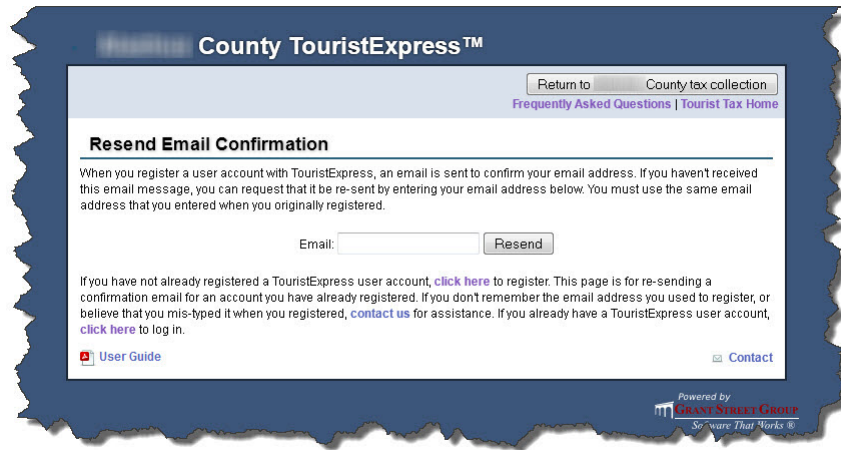 County TouristExpress™
Return to County tax collection
Frequently Asked Questions | Tourist Tax Home
Resend Email Confirmation
When you register a user account with TouristExpress, an email is sent to confirm your email address. If you haven't received
this email message, you can request that it be re-sent by entering your email address below. You must use the same email
address that you entered when you originally registered.
Email: Resend
If you have not already registered a TouristExpress user account, click here to register. This page is for re-sending a
confirmation email for an account you have already registered. If you don't remember the email address you used to register, or
believe that you mis-typed it when you registered, contact us for assistance. If you already have a TouristExpress user account,
click here to log in.
User Guide
Contact
Powered by
GRANT STREET GROUP
Software That Works ®